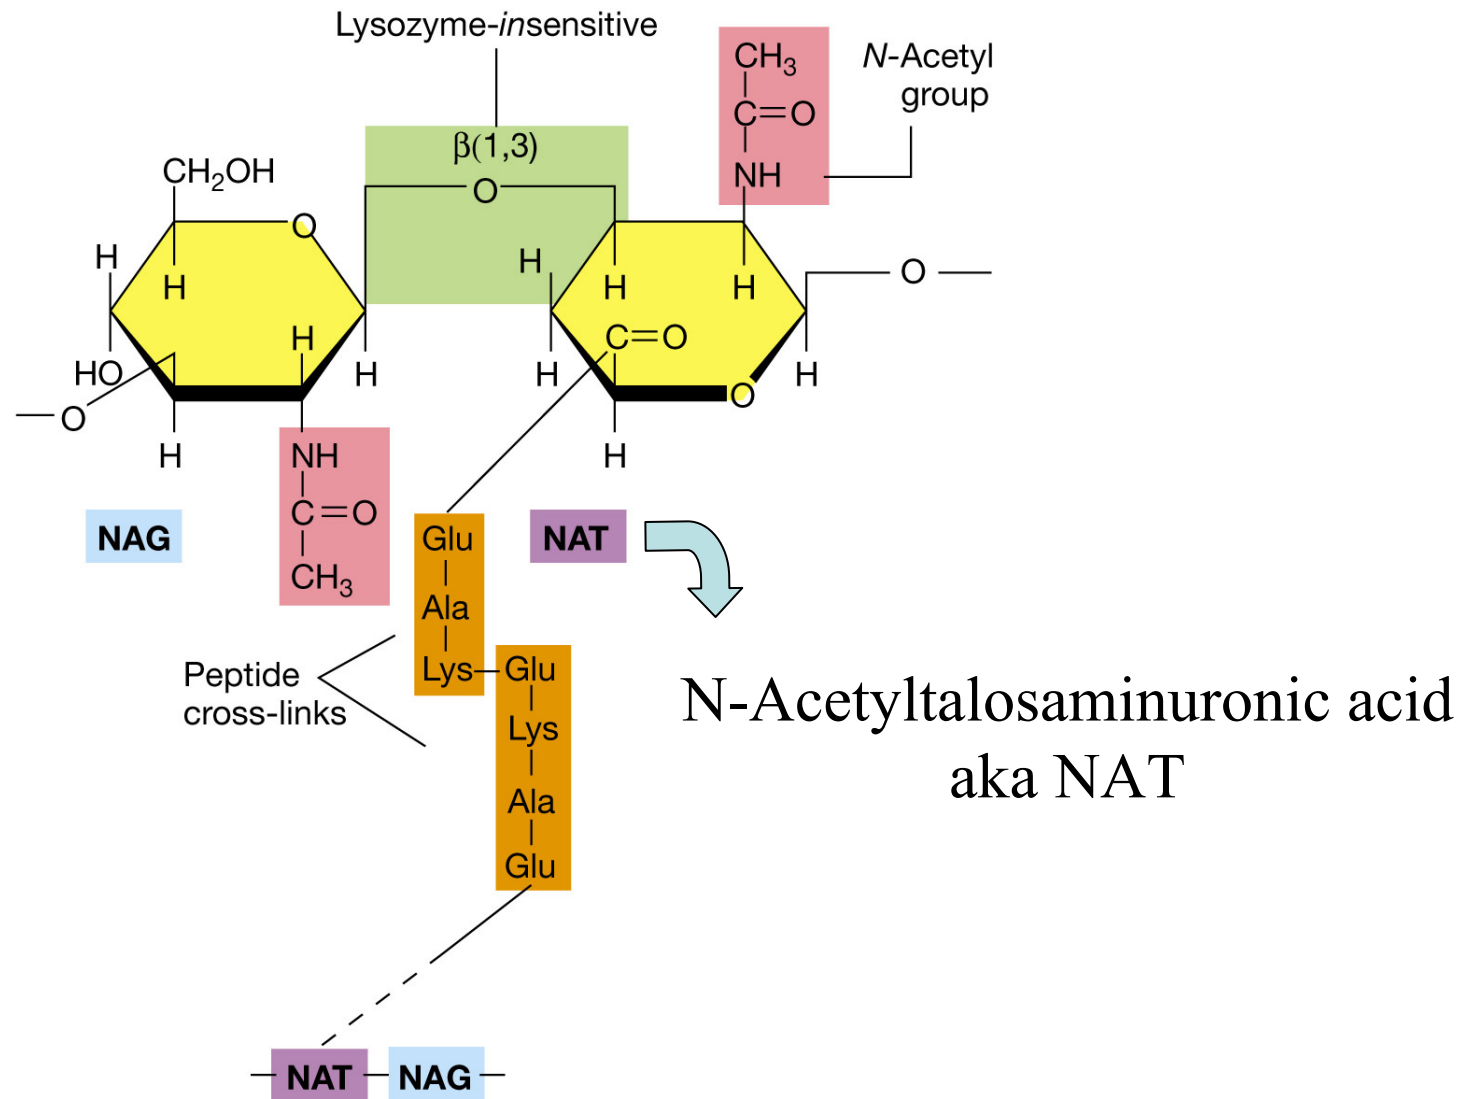 Lysozyme-insensitive
CH₃
N-Acetyl
group
C=O
β(1,3)
NH
CH₂OH
O
O
H
H
H
H
H
O
H
C=O
HO
H
H
H
O
O
H
H
NH
C=O
CH₃
NAG
NAT
Glu
Ala
Lys
Glu
Lys
Ala
Glu
Peptide
cross-links
N-Acetyltalosaminuronic acid
aka NAT
NAT
NAG